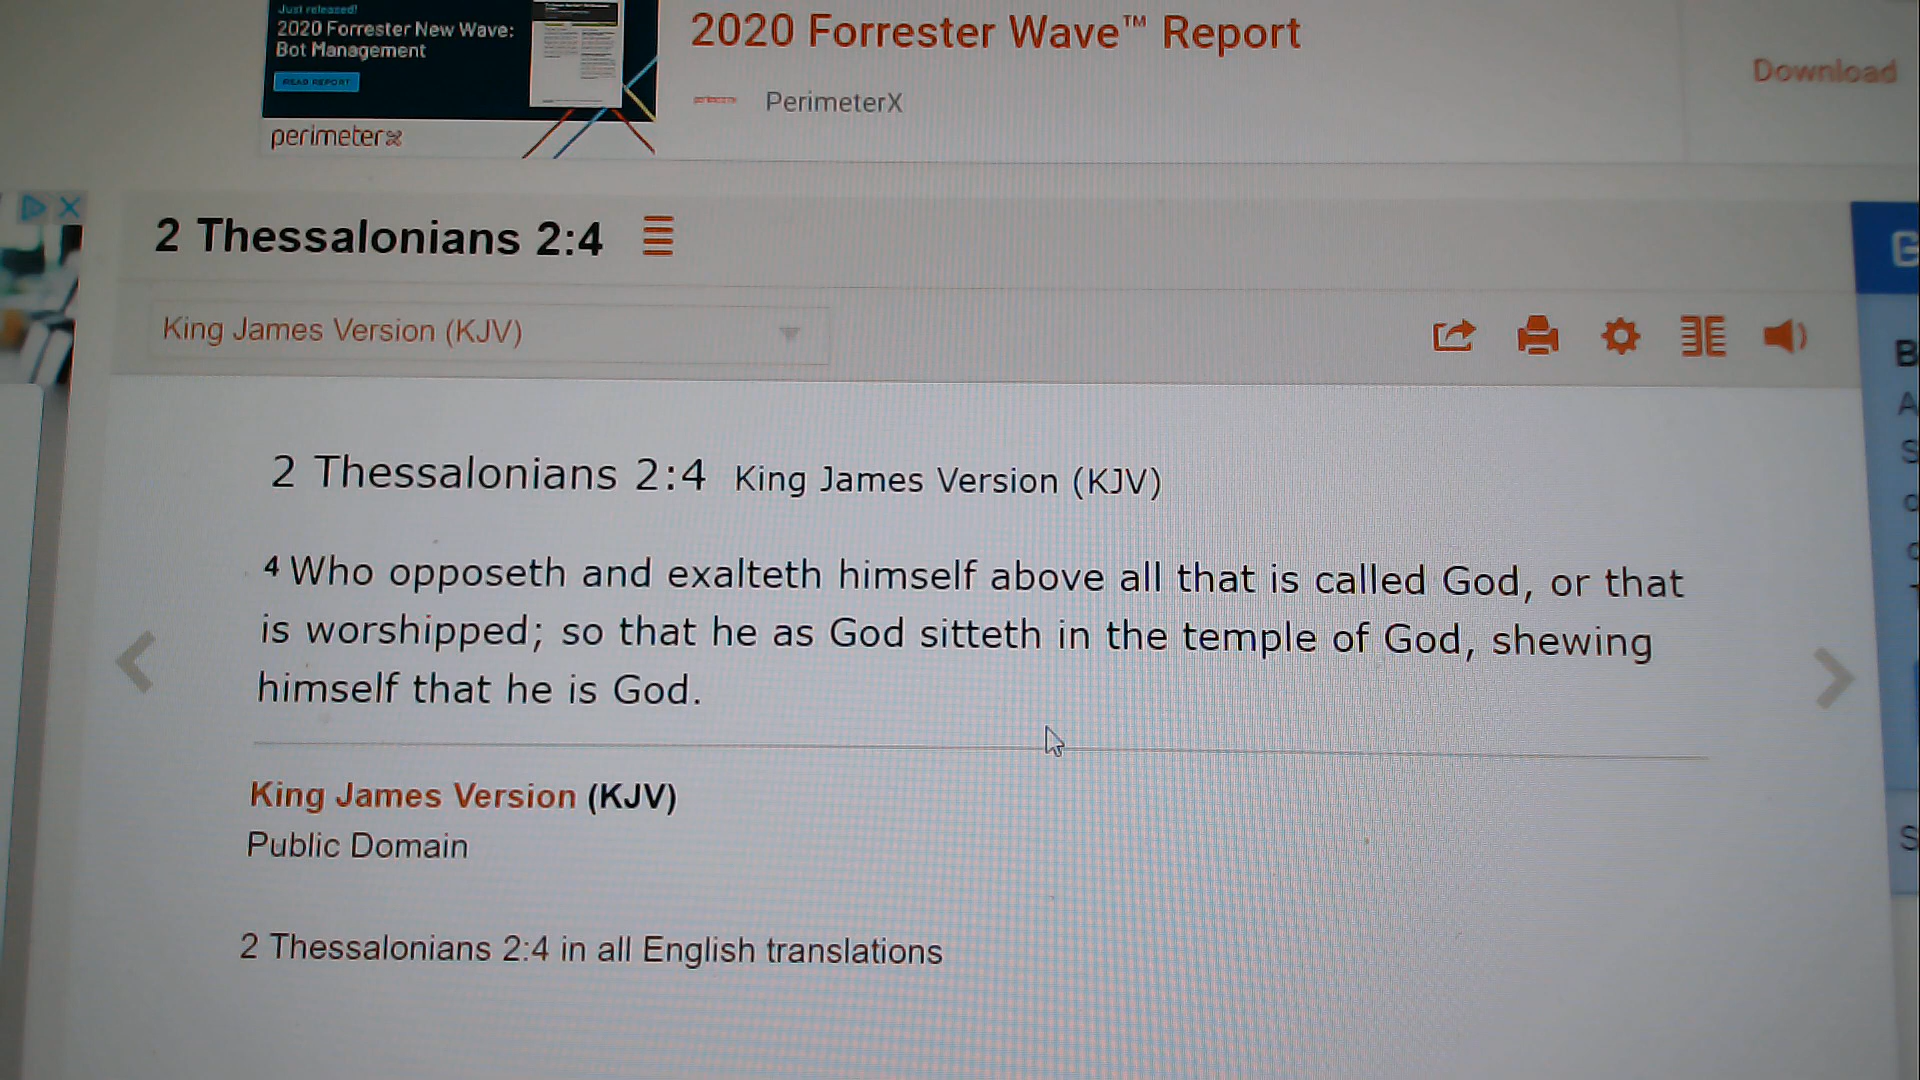 Just released!
2020 Forrester New Wave:
Bot Management
READ REPORT
perimeterx
2020 Forrester Wave™ Report
PerimeterX
Download
2 Thessalonians 2:4
King James Version (KJV)
2 Thessalonians 2:4 King James Version (KJV)
4 Who opposeth and exalteth himself above all that is called God, or that
is worshipped; so that he as God sitteth in the temple of God, shewing
himself that he is God.
King James Version (KJV)
Public Domain
2 Thessalonians 2:4 in all English translations